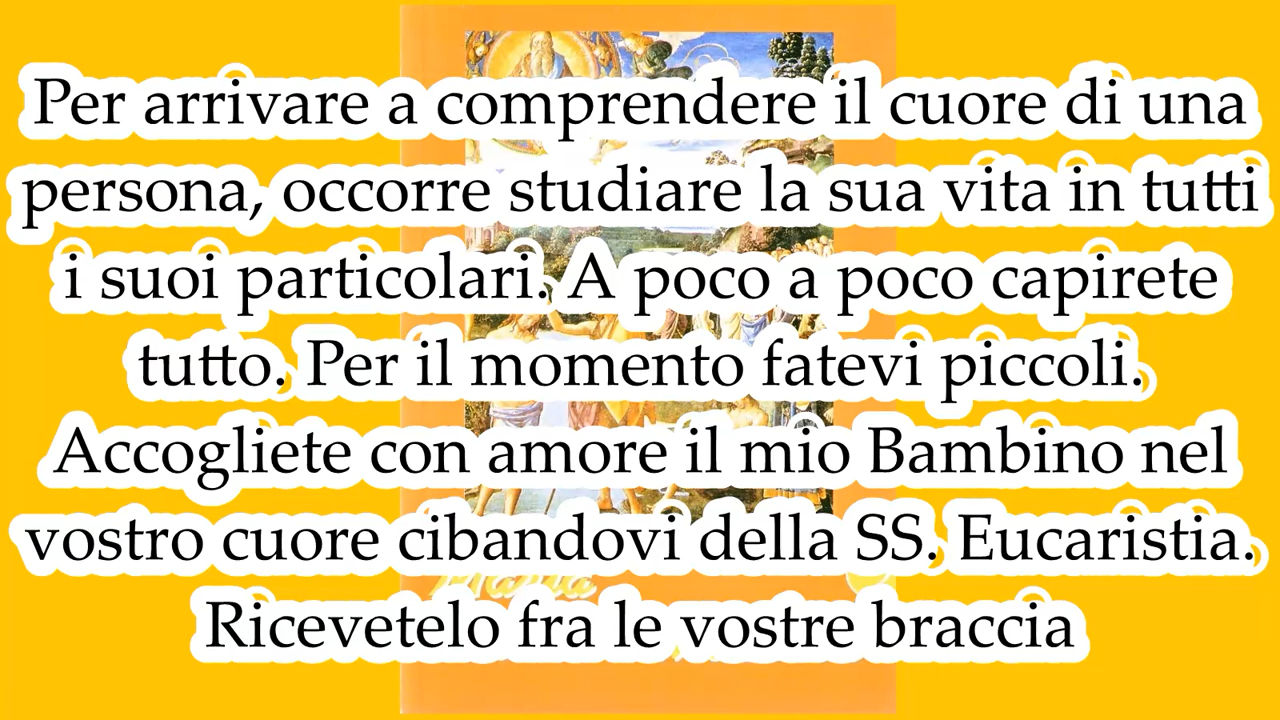 Per arrivare a comprendere il cuore di una
persona, occorre studiare la sua vita in tutti
i suoi particolari. A poco a poco capirete
tutto. Per il momento fatevi piccoli.
Accogliete con amore il mio Bambino nel
vostro cuore cibandovi della SS. Eucaristia.
Ricevetelo fra le vostre braccia